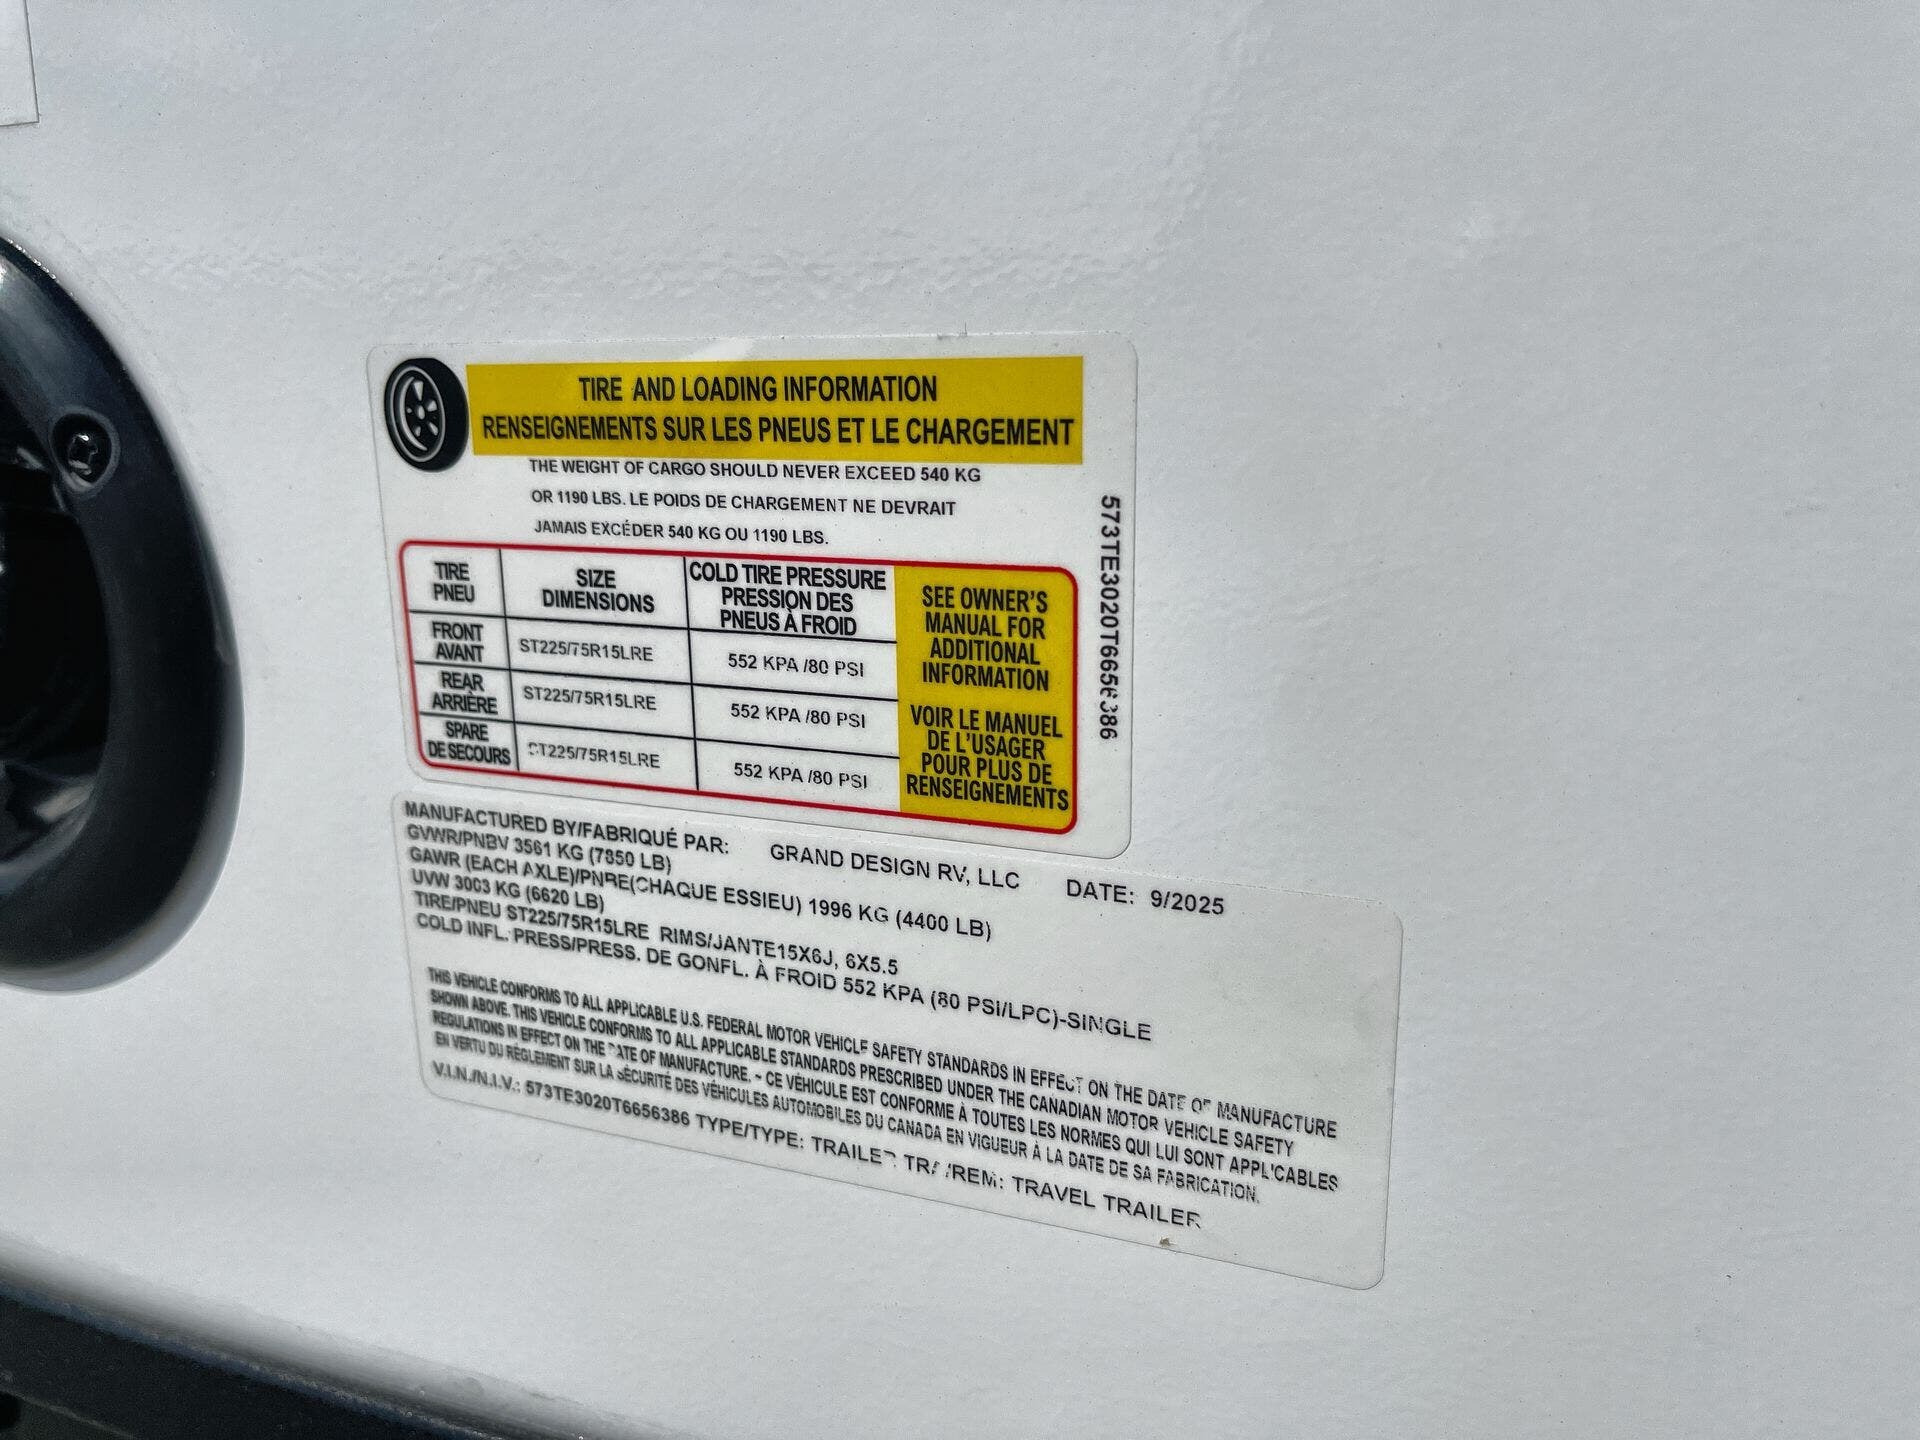 TIRE AND LOADING INFORMATION
RENSEIGNEMENTS SUR LES PNEUS ET LE CHARGEMENT
THE WEIGHT OF CARGO SHOULD NEVER EXCEED 540 KG
OR 1190 LBS. LE POIDS DE CHARGEMENT NE DEVRAIT
JAMAIS EXCÉDER 540 KG OU 1190 LBS.
TIRE
PNEU
SIZE
DIMENSIONS
COLD TIRE PRESSURE
PRESSION DES
PNEUS À FROID
FRONT
AVANT
ST225/75R15LRE
552 KPA /80 PSI
REAR
ARRIÈRE
ST225/75R15LRE
552 KPA /80 PSI
SPARE
DE SECOURS
ST225/75R15LRE
552 KPA /80 PSI
SEE OWNER'S
MANUAL FOR
ADDITIONAL
INFORMATION
VOIR LE MANUEL
DE L'USAGER
POUR PLUS DE
RENSEIGNEMENTS
573TE3020T6656386
MANUFACTURED BY/FABRIQUÉ PAR: GRAND DESIGN RV, LLC DATE: 9/2025
GVWR/PNBV 3561 KG (7850 LB)
GAWR (EACH AXLE)/PNBE(CHAQUE ESSIEU) 1996 KG (4400 LB)
UVW 3003 KG (6620 LB)
TIRE/PNEU ST225/75R15LRE RIMS/JANTE15X6J, 6X5.5
COLD INFL. PRESS/PRESS. DE GONFL. À FROID 552 KPA (80 PSI/LPC)-SINGLE
THIS VEHICLE CONFORMS TO ALL APPLICABLE U.S. FEDERAL MOTOR VEHICLE SAFETY STANDARDS IN EFFECT ON THE DATE OF MANUFACTURE
SHOWN ABOVE. THIS VEHICLE CONFORMS TO ALL APPLICABLE STANDARDS PRESCRIBED UNDER THE CANADIAN MOTOR VEHICLE SAFETY
REGULATIONS IN EFFECT ON THE DATE OF MANUFACTURE. ~ CE VÉHICULE EST CONFORME À TOUTES LES NORMES QUI LUI SONT APPLICABLES
EN VERTU DU RÉGLEMENT SUR LA SÉCURITÉ DES VÉHICULES AUTOMOBILES DU CANADA EN VIGUEUR À LA DATE DE SA FABRICATION.
V.I.N./N.I.V.: 573TE3020T6656386 TYPE/TYPE: TRAILER TRA/REM: TRAVEL TRAILER